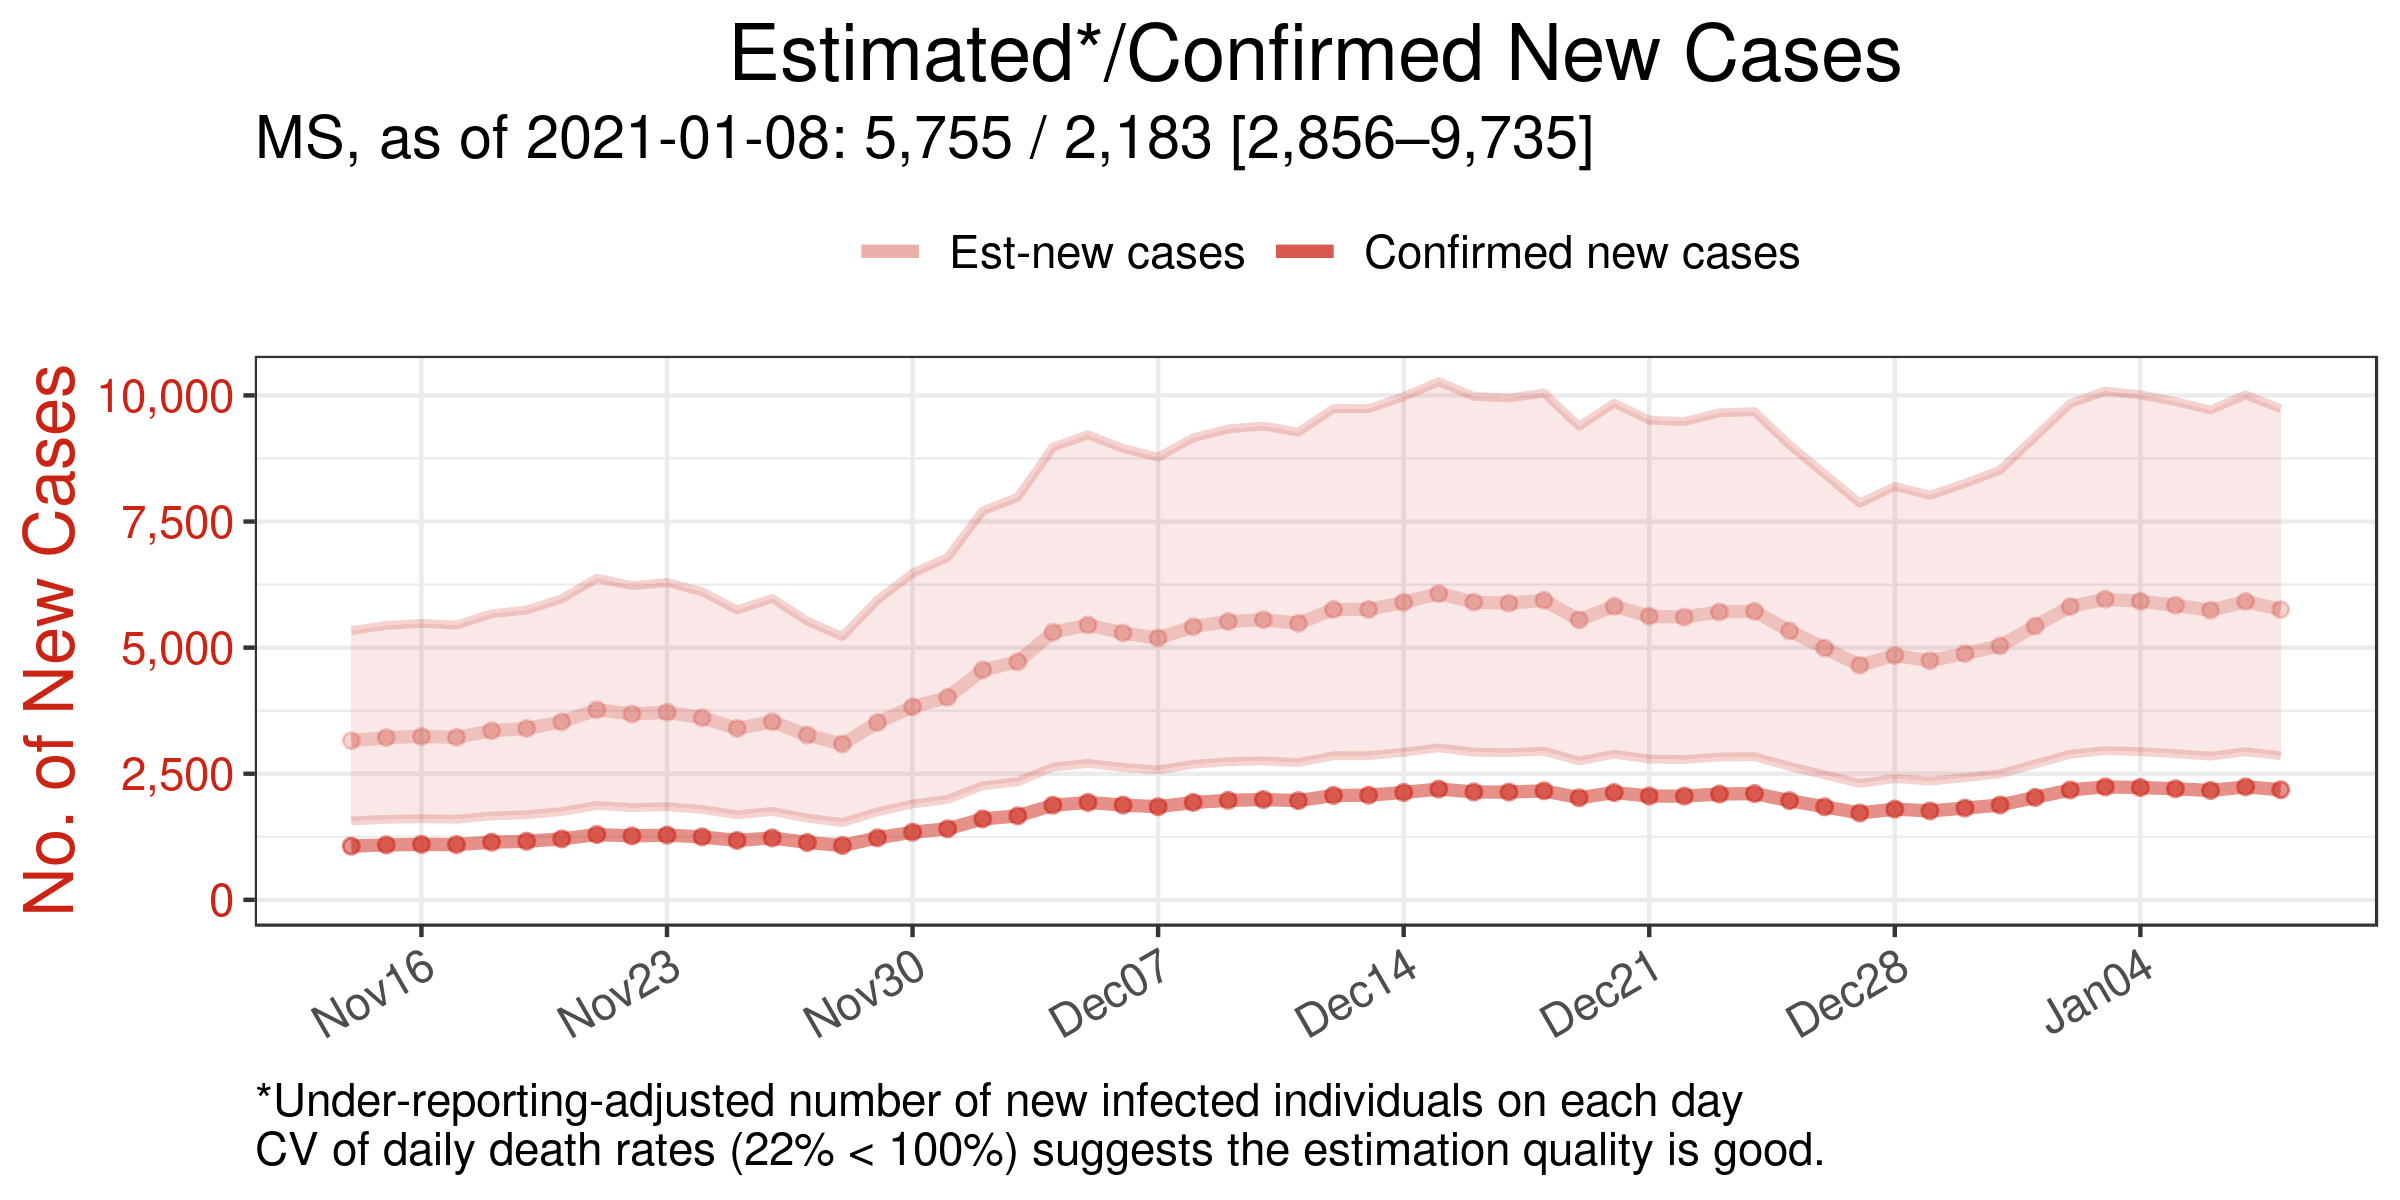 Estimated*/Confirmed New Cases
MS, as of 2021-01-08: 5,755 / 2,183 [2,856–9,735]
Est-new cases
Confirmed new cases
No. of New Cases
10,000
7,500
5,000
2,500
0
Nov16
Nov23
Nov30
Dec07
Dec14
Dec21
Dec28
Jan04
*Under-reporting-adjusted number of new infected individuals on each day
CV of daily death rates (22% < 100%) suggests the estimation quality is good.